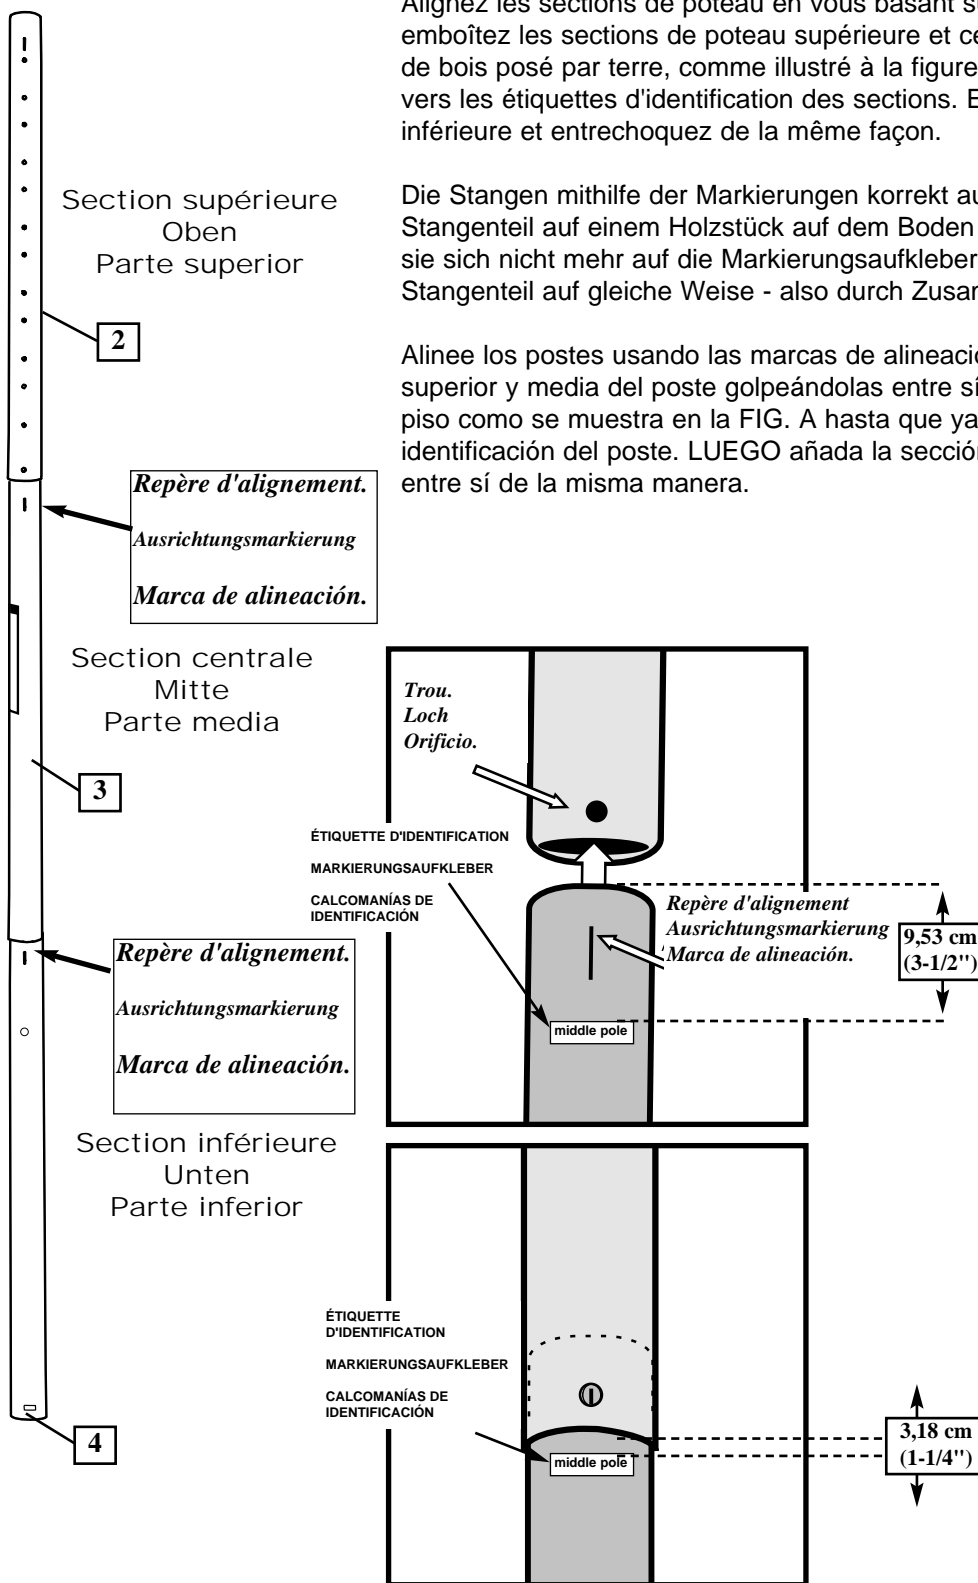 Alignez les sections de poteau en vous basant
emboîtez les sections de poteau supérieure et
de bois posé par terre, comme illustré à la figure
vers les étiquettes d'identification des sections.
inférieure et entrechoquez de la même façon.
Die Stangen mithilfe der Markierungen korrekt
Stangenteil auf einem Holzstück auf dem Boden
sie sich nicht mehr auf die Markierungsaufkleber
Stangenteil auf gleiche Weise - also durch
Alinee los postes usando las marcas de
superior y media del poste golpeándolas entre sí
piso como se muestra en la FIG. A hasta que ya
identificación del poste. LUEGO añada la sección
entre sí de la misma manera.
Section supérieure
Oben
Parte superior
2
Repère d'alignement.
Ausrichtungsmarkierung
Marca de alineación.
Section centrale
Mitte
Parte media
3
Repère d'alignement.
Ausrichtungsmarkierung
Marca de alineación.
Section inférieure
Unten
Parte inferior
4
Trou.
Loch
Orificio.
ÉTIQUETTE D'IDENTIFICATION
MARKIERUNGSAUFKLEBER
CALCOMANÍAS DE
IDENTIFICACIÓN
Repère d'alignement
Ausrichtungsmarkierung
Marca de alineación.
9,53 cm
(3-1/2")
middle pole
ÉTIQUETTE
D'IDENTIFICATION
MARKIERUNGSAUFKLEBER
CALCOMANÍAS DE
IDENTIFICACIÓN
middle pole
3,18 cm
(1-1/4")